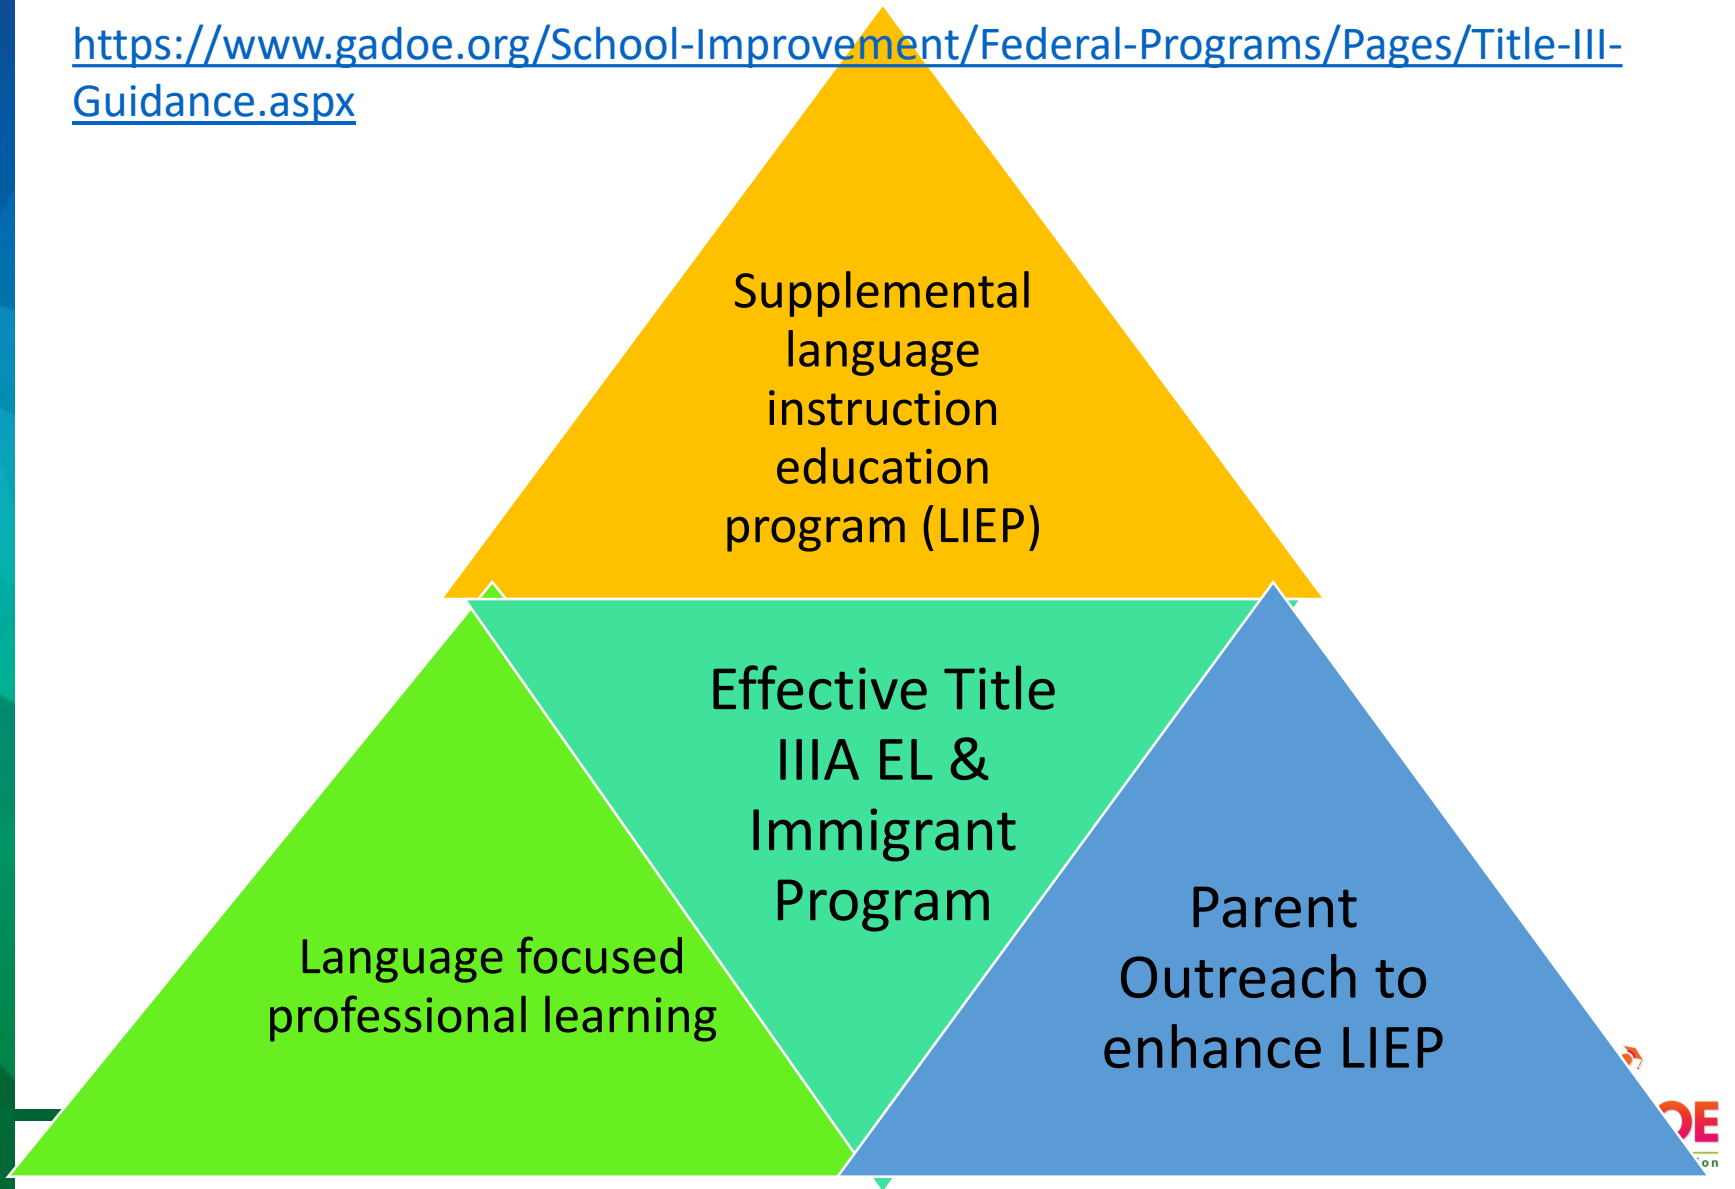 https://www.gadoe.org/School-Improvement/Federal-Programs/Pages/Title-III-
Guidance.aspx
Supplemental
language
instruction
education
program (LIEP)
Effective Title
IIIA EL &
Immigrant
Program
Language focused
professional learning
Parent
Outreach to
enhance LIEP